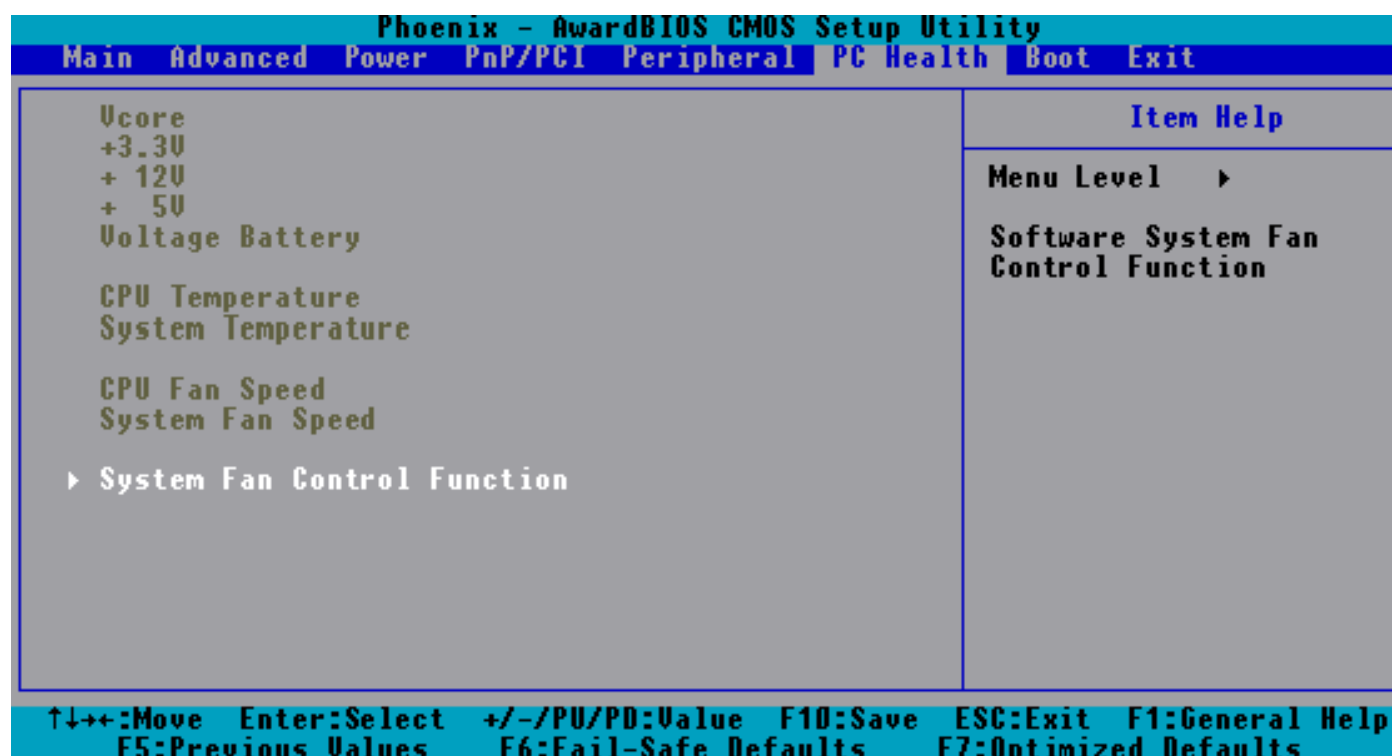 Phoenix - AwardBIOS CMOS Setup Utility
Main Advanced Power PnP/PCI Peripheral PC Health Boot Exit
Vcore
+3.3V
+ 12V
+ 5V
Voltage Battery
CPU Temperature
System Temperature
CPU Fan Speed
System Fan Speed
▸ System Fan Control Function
Item Help
Menu Level ▸
Software System Fan
Control Function
↑↓→←:Move Enter:Select +/-/PU/PD:Value F10:Save ESC:Exit F1:General Help
F5:Previous Values F6:Fail-Safe Defaults F7:Optimized Defaults